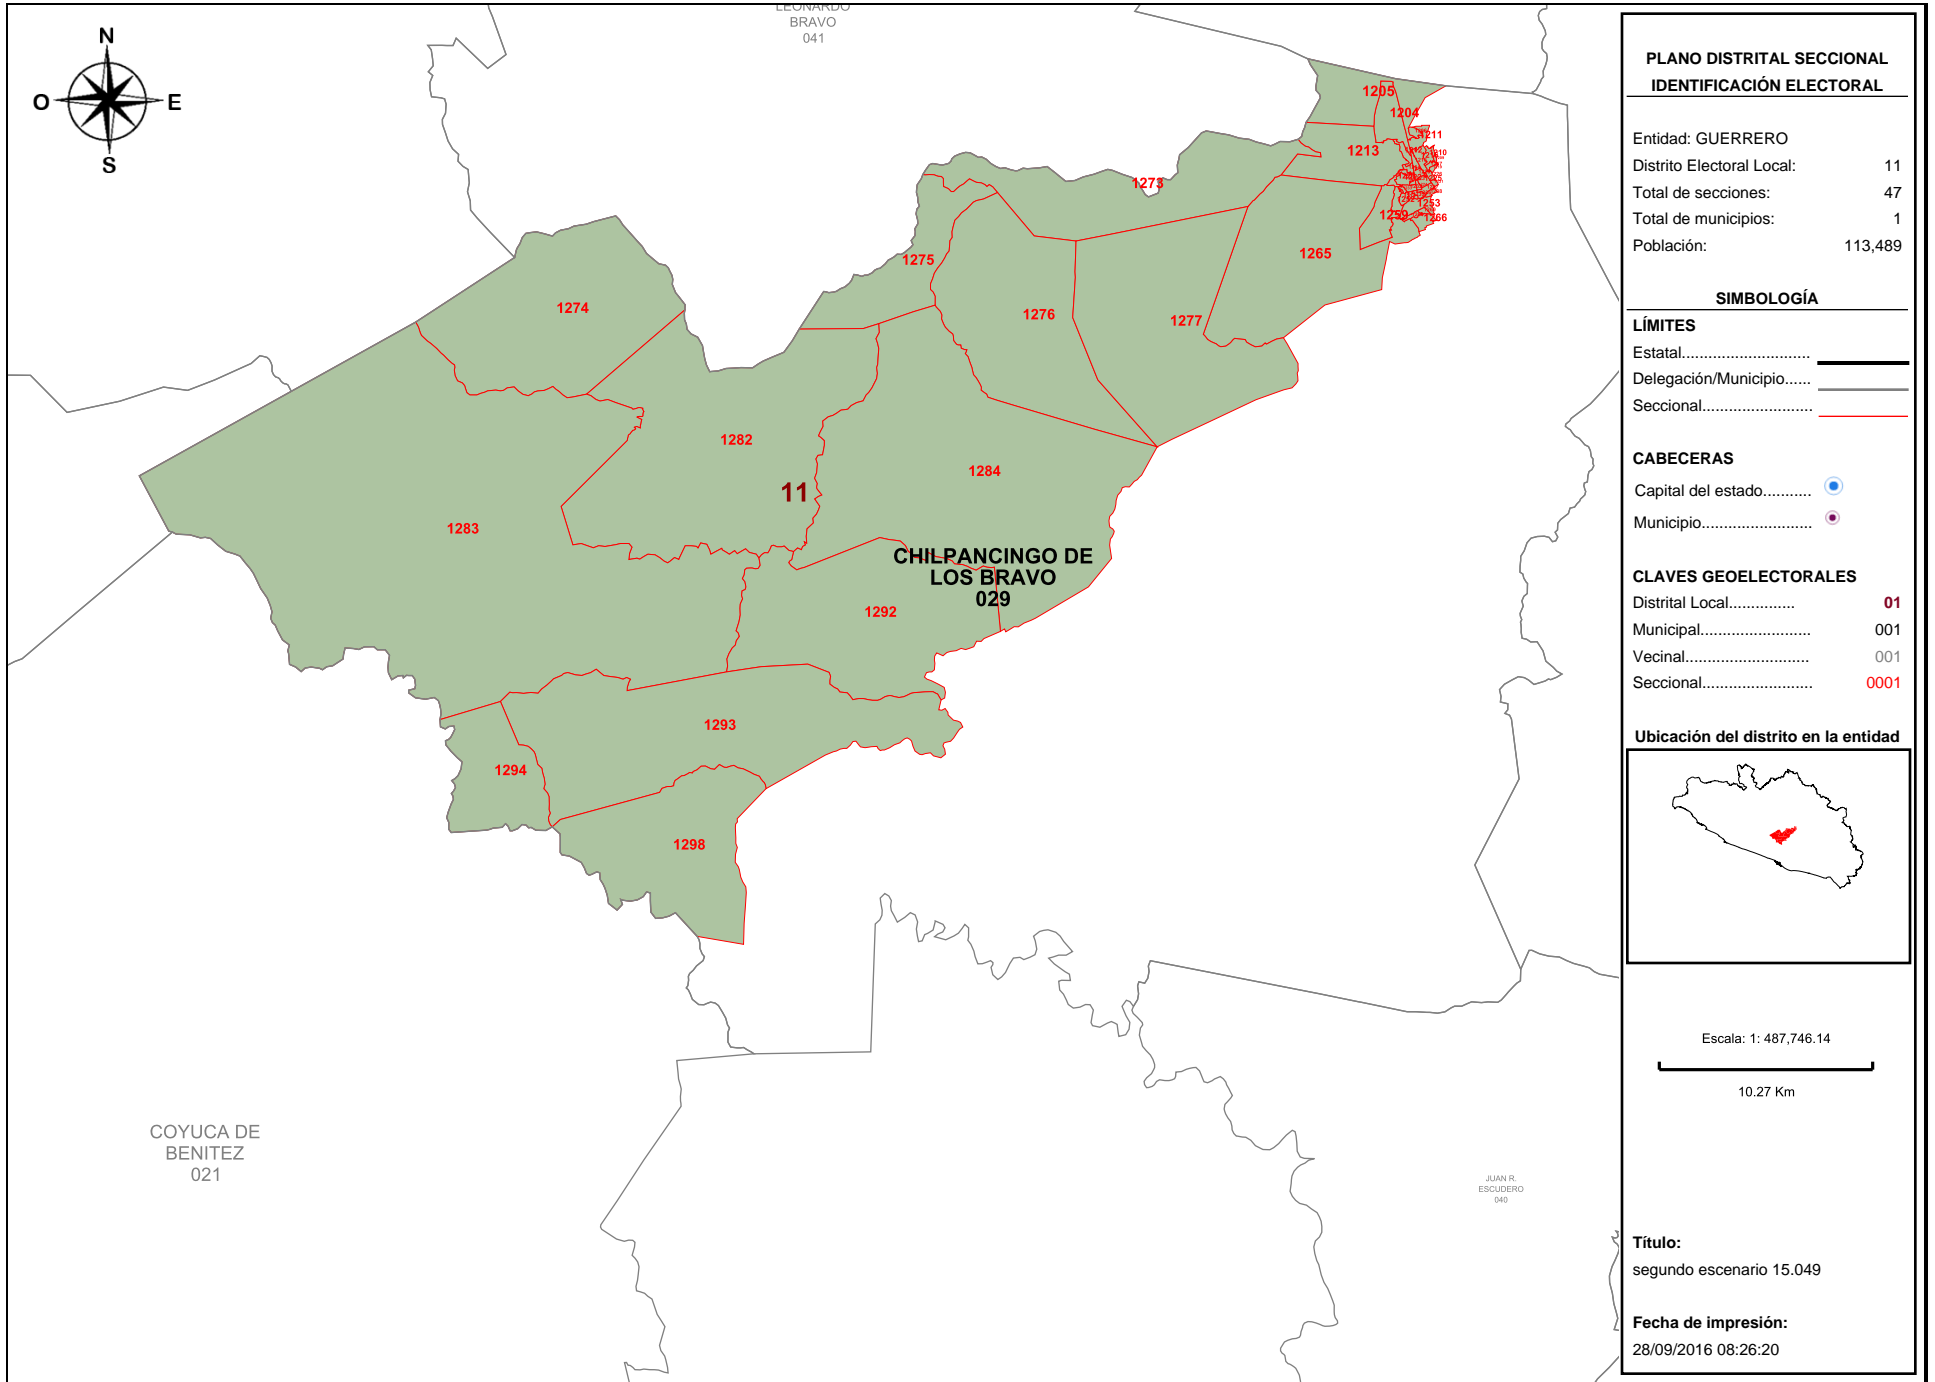 LEONARDO
BRAVO
041
N
O
E
S
1205
1204
1211
1213
1210
1273
1253
1259
1266
1265
1275
1274
1276
1277
1282
11
1284
1283
CHILPANCINGO DE
LOS BRAVO
029
1292
1293
1294
1298
COYUCA DE
BENITEZ
021
JUAN R.
ESCUDERO
040
PLANO DISTRITAL SECCIONAL
IDENTIFICACIÓN ELECTORAL
Entidad: GUERRERO
Distrito Electoral Local: 11
Total de secciones: 47
Total de municipios: 1
Población: 113,489
SIMBOLOGÍA
LÍMITES
Estatal.............................
Delegación/Municipio......
Seccional.........................
CABECERAS
Capital del estado...........
Municipio.........................
CLAVES GEOELECTORALES
Distrital Local............... 01
Municipal......................... 001
Vecinal............................ 001
Seccional......................... 0001
Ubicación del distrito en la entidad
Escala: 1: 487,746.14
10.27 Km
Título:
segundo escenario 15.049
Fecha de impresión:
28/09/2016 08:26:20